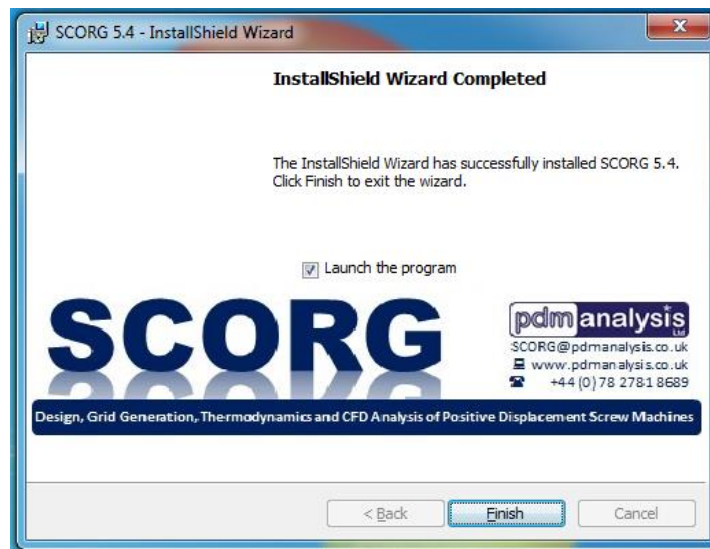 SCORG 5.4 - InstallShield Wizard
InstallShield Wizard Completed
The InstallShield Wizard has successfully installed SCORG 5.4.
Click Finish to exit the wizard.
Launch the program
SCORG
pdmanalysis
Ltd
SCORG@pdmanalysis.co.uk
www.pdmanalysis.co.uk
+44 (0) 78 2781 8689
Design, Grid Generation, Thermodynamics and CFD Analysis of Positive Displacement Screw Machines
< Back
Finish
Cancel